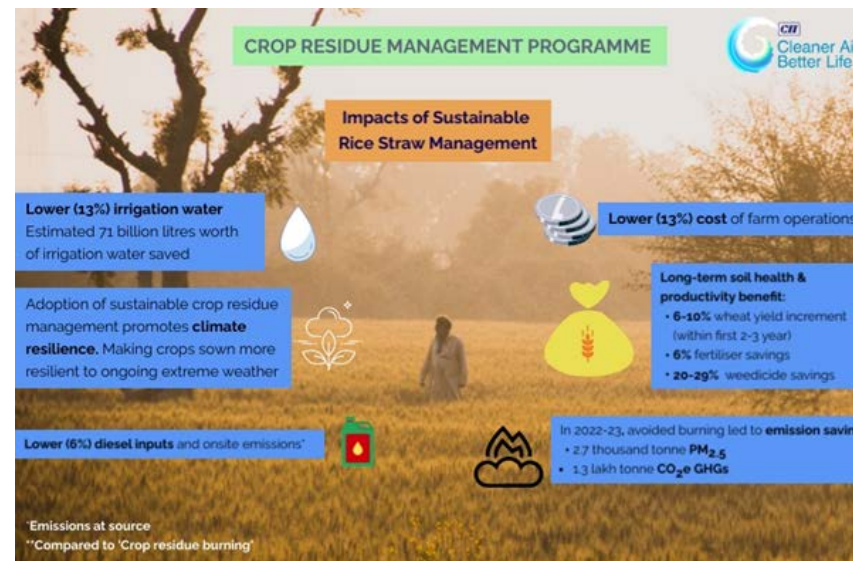 CROP RESIDUE MANAGEMENT PROGRAMME
CII
Cleaner Ai
Better Life
Impacts of Sustainable
Rice Straw Management
Lower (13%) irrigation water
Estimated 71 billion litres worth
of irrigation water saved
Adoption of sustainable crop residue
management promotes climate
resilience. Making crops sown more
resilient to ongoing extreme weather
Lower (6%) diesel inputs and onsite emissions*
Lower (13%) cost of farm operations
Long-term soil health &
productivity benefit:
• 6-10% wheat yield increment
(within first 2-3 year)
• 6% fertiliser savings
• 20-29% weedicide savings
In 2022-23, avoided burning led to emission savin
• 2.7 thousand tonne PM2.5
• 1.3 lakh tonne CO2e GHGs
*Emissions at source
**Compared to 'Crop residue burning'